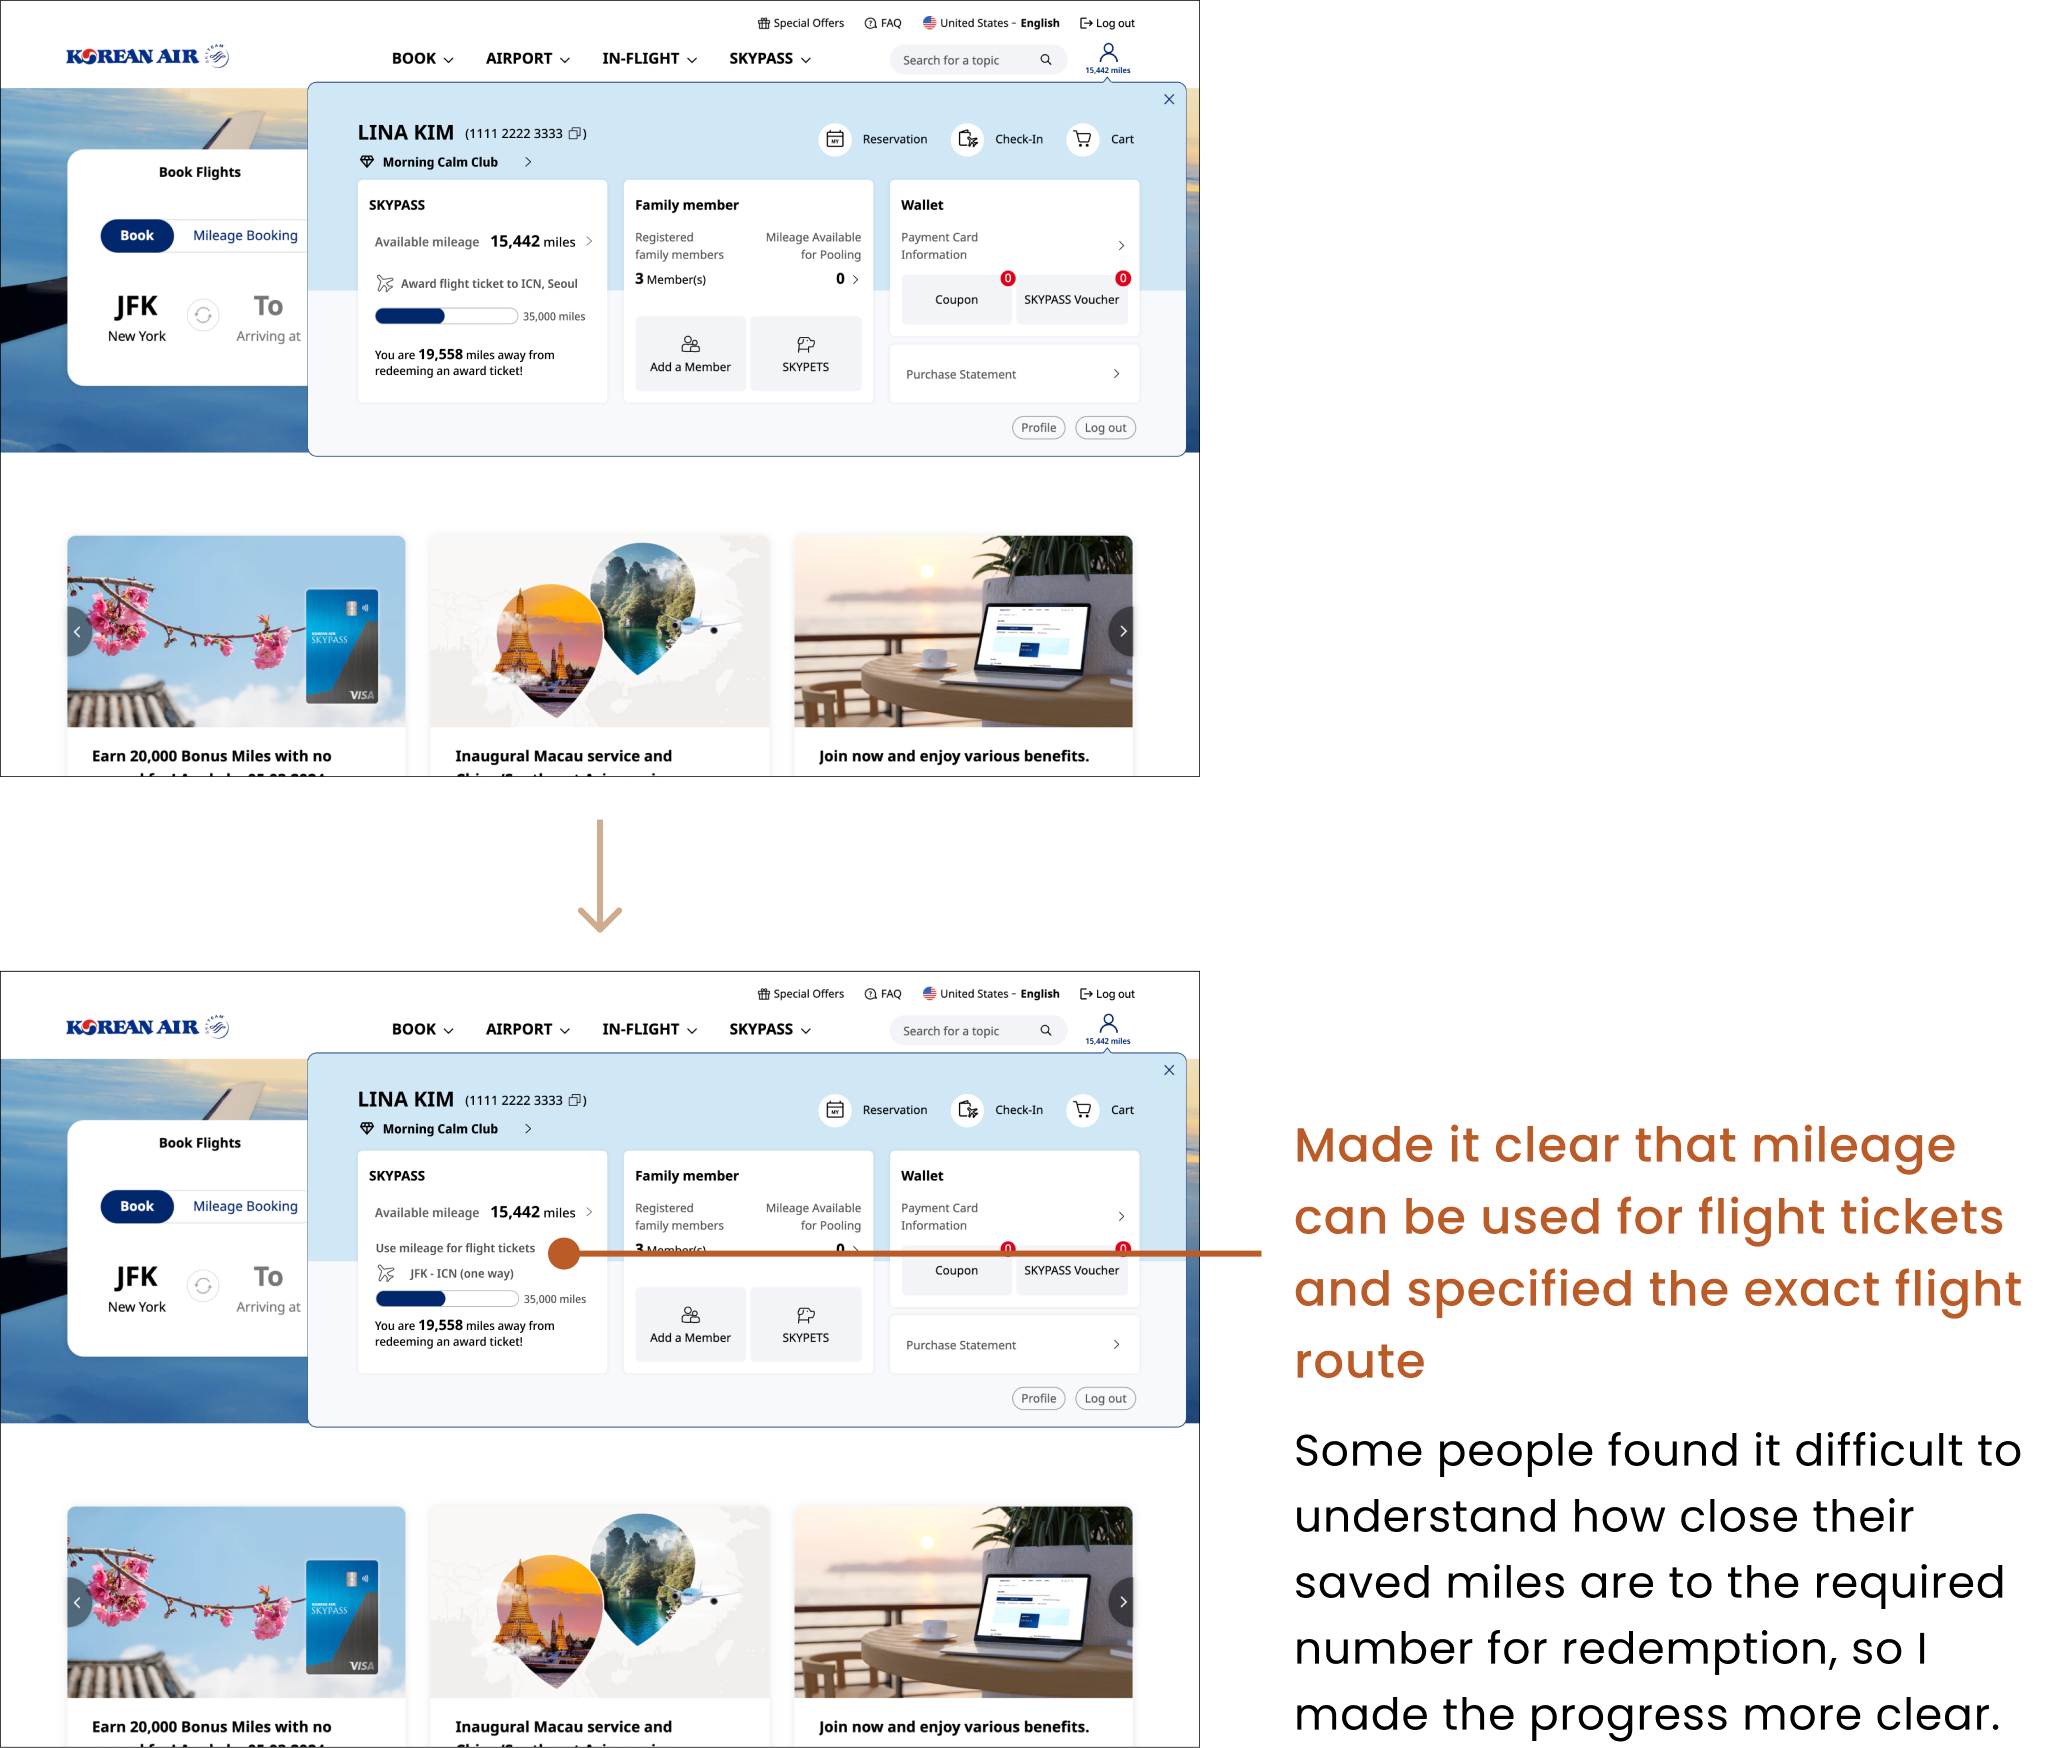 Special Offers FAQ United States - English Log out
KOREAN AIR SKYTEAM BOOK AIRPORT IN-FLIGHT SKYPASS Search for a topic
15,442 miles
LINA KIM (1111 2222 3333 )
Morning Calm Club
Reservation Check-In Cart
Book Flights
Book Mileage Booking
JFK To
New York Arriving at
SKYPASS
Available mileage 15,442 miles
Award flight ticket to ICN, Seoul
35,000 miles
You are 19,558 miles away from
redeeming an award ticket!
Family member
Registered
family members
3 Member(s)
Mileage Available
for Pooling
0
Add a Member SKYPETS
Wallet
Payment Card
Information
0 0
Coupon SKYPASS Voucher
Purchase Statement
Profile Log out
KOREAN AIR
SKYPASS
VISA
Earn 20,000 Bonus Miles with no
Inaugural Macau service and
Join now and enjoy various benefits.
Special Offers FAQ United States - English Log out
KOREAN AIR SKYTEAM BOOK AIRPORT IN-FLIGHT SKYPASS Search for a topic
15,442 miles
LINA KIM (1111 2222 3333 )
Morning Calm Club
Reservation Check-In Cart
Book Flights
Book Mileage Booking
JFK To
New York Arriving at
SKYPASS
Available mileage 15,442 miles
Use mileage for flight tickets
JFK - ICN (one way)
35,000 miles
You are 19,558 miles away from
redeeming an award ticket!
Family member
Registered
family members
3 Member(s)
Mileage Available
for Pooling
0
Add a Member SKYPETS
Wallet
Payment Card
Information
0 0
Coupon SKYPASS Voucher
Purchase Statement
Profile Log out
KOREAN AIR
SKYPASS
VISA
Earn 20,000 Bonus Miles with no
Inaugural Macau service and
Join now and enjoy various benefits.
Made it clear that mileage
can be used for flight tickets
and specified the exact flight
route
Some people found it difficult to
understand how close their
saved miles are to the required
number for redemption, so I
made the progress more clear.